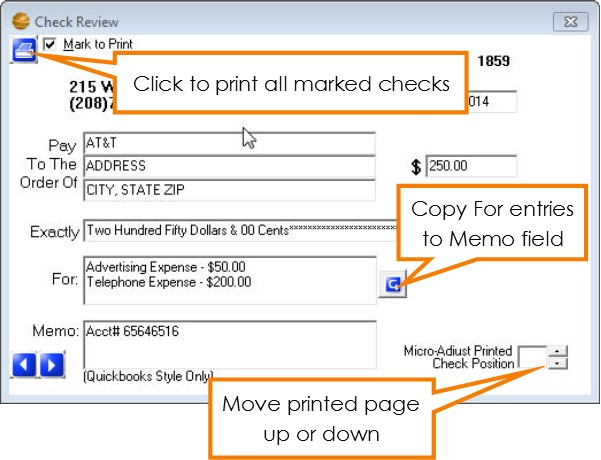 Check Review
Mark to Print
Click to print all marked checks
1859
215 W
(208)7
014
Pay
To The
Order Of
AT&T
ADDRESS
CITY, STATE ZIP
$ 250.00
Copy For entries
to Memo field
Exactly Two Hundred Fifty Dollars & 00 Cents
For:
Advertising Expense - $50.00
Telephone Expense - $200.00
Memo: Acct# 65646516
(Quickbooks Style Only)
Micro-Adjust Printed
Check Position
Move printed page
up or down